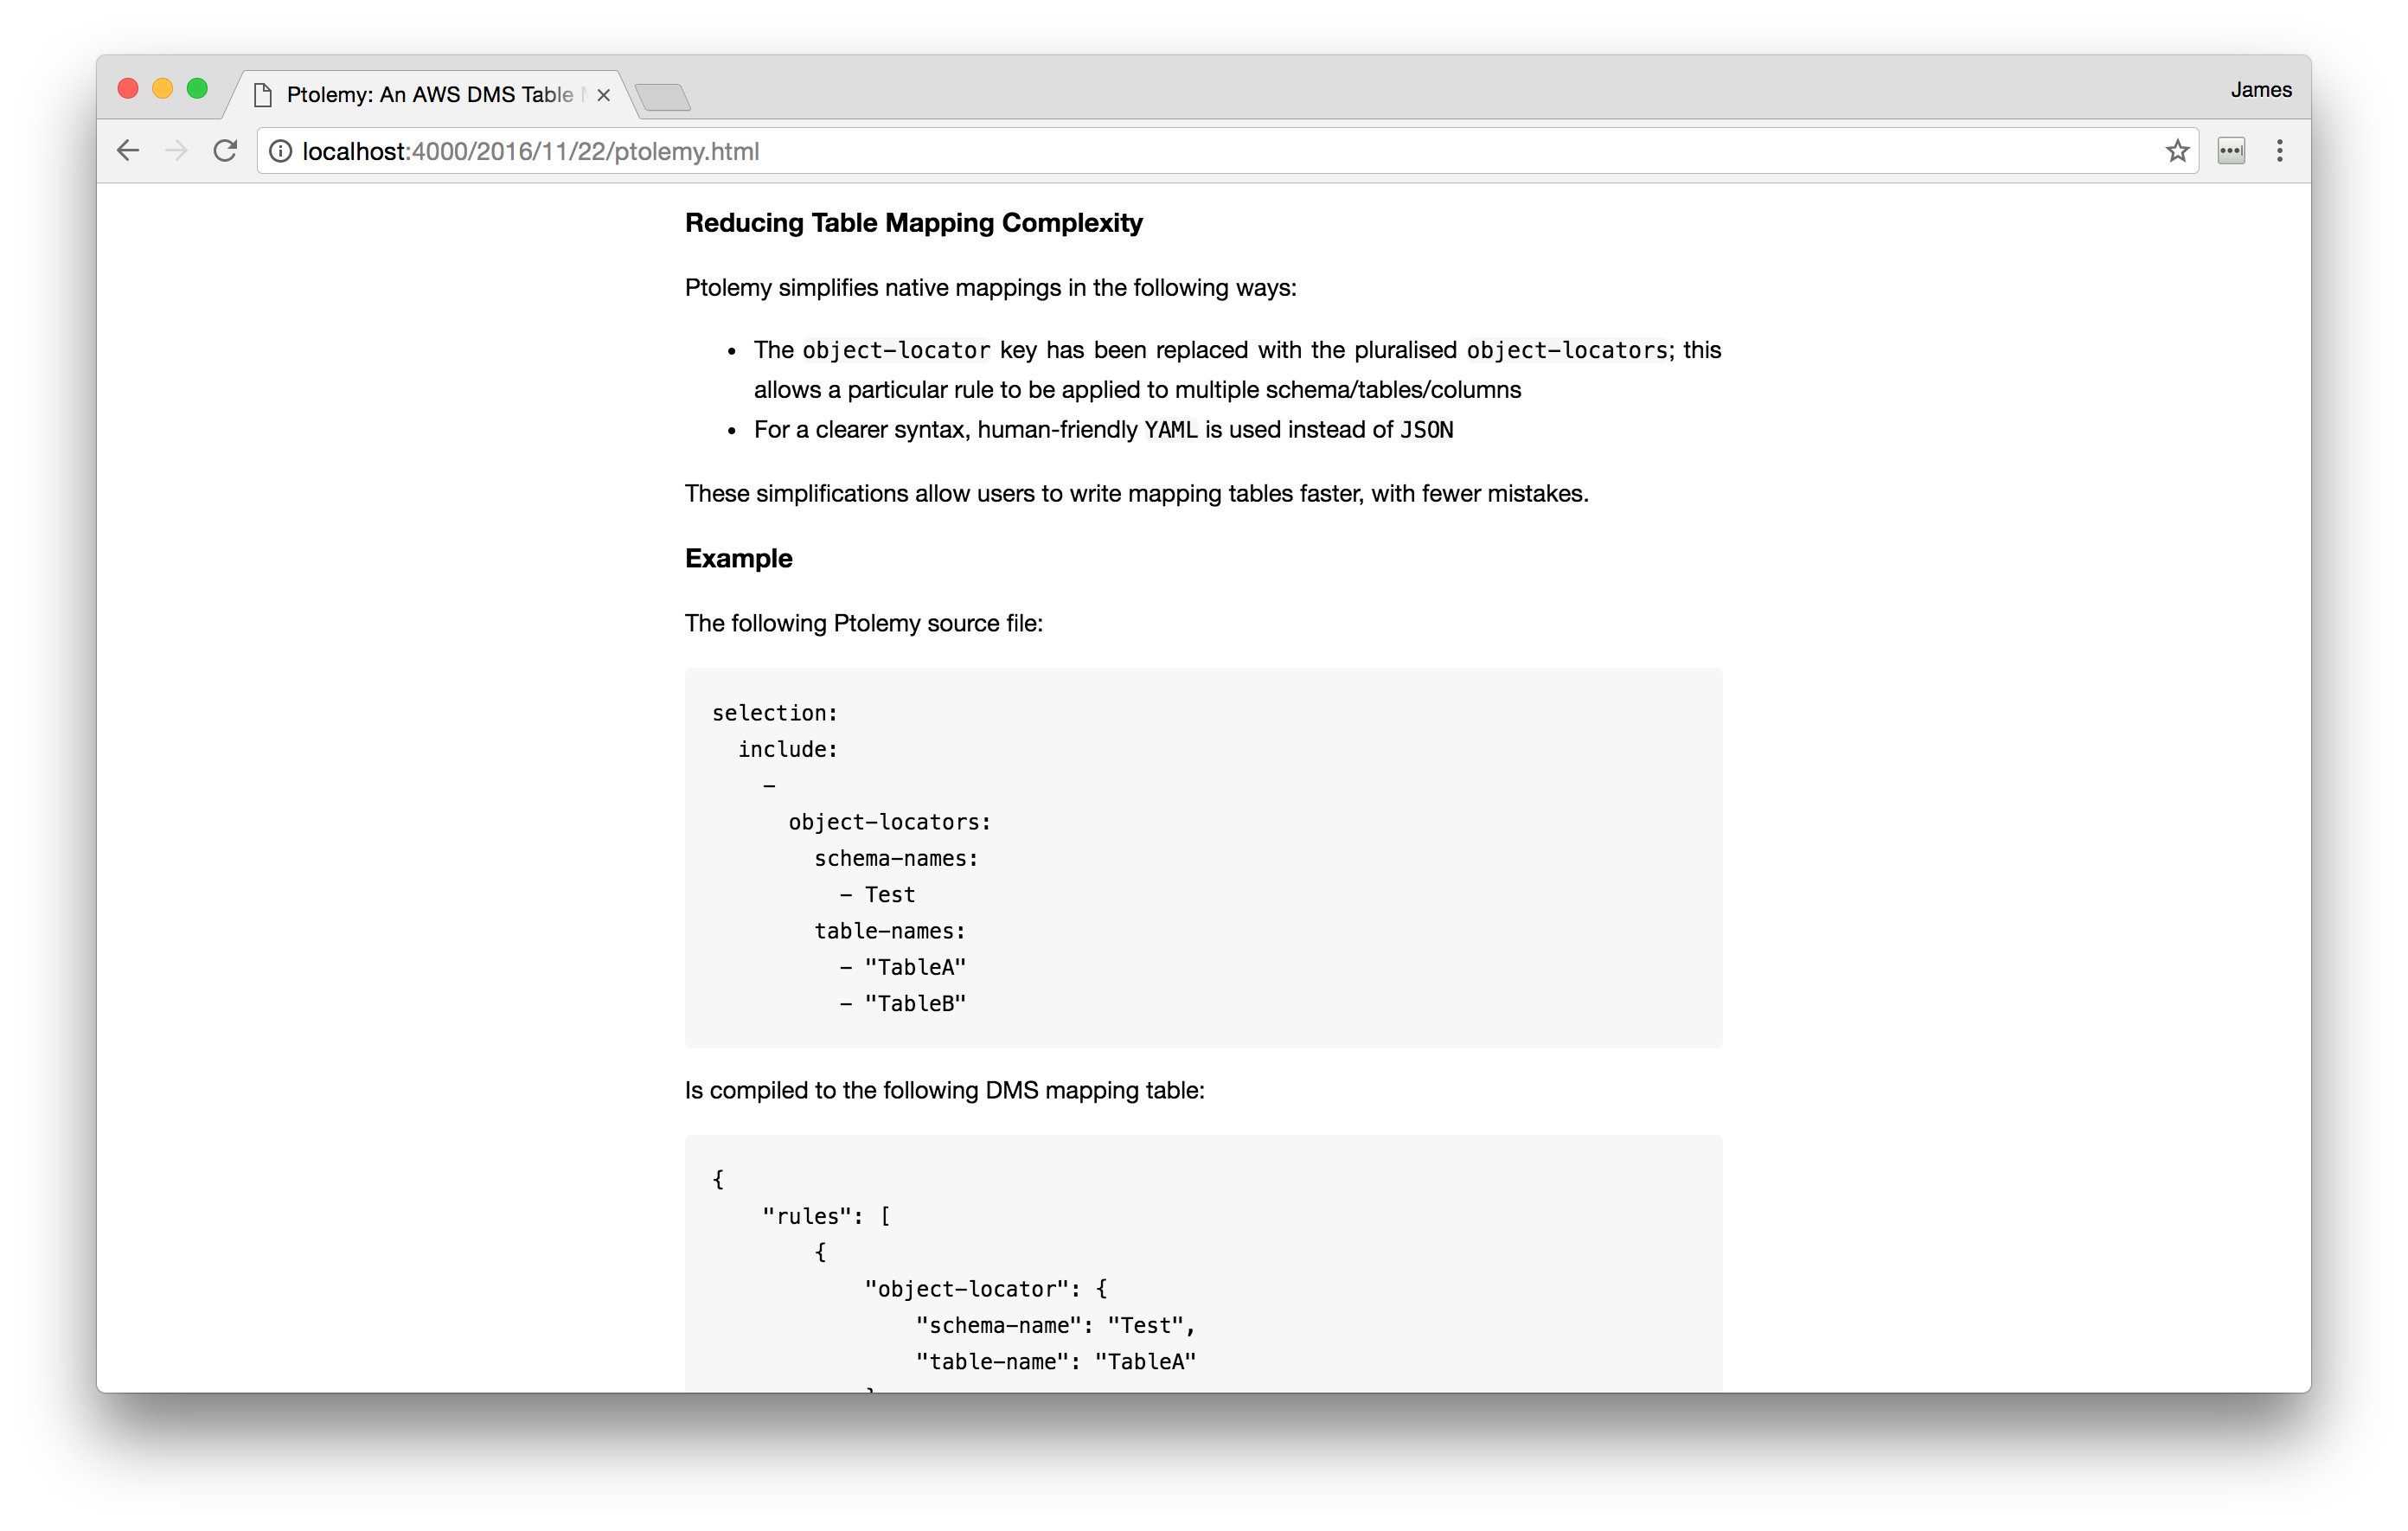 Ptolemy: An AWS DMS Table
James
localhost:4000/2016/11/22/ptolemy.html
Reducing Table Mapping Complexity
Ptolemy simplifies native mappings in the following ways:
• The object-locator key has been replaced with the pluralised object-locators; this
allows a particular rule to be applied to multiple schema/tables/columns
• For a clearer syntax, human-friendly YAML is used instead of JSON
These simplifications allow users to write mapping tables faster, with fewer mistakes.
Example
The following Ptolemy source file:
selection:
  include:
    -
      object-locators:
        schema-names:
          - Test
        table-names:
          - "TableA"
          - "TableB"
Is compiled to the following DMS mapping table:
{
    "rules": [
        {
            "object-locator": {
                "schema-name": "Test",
                "table-name": "TableA"